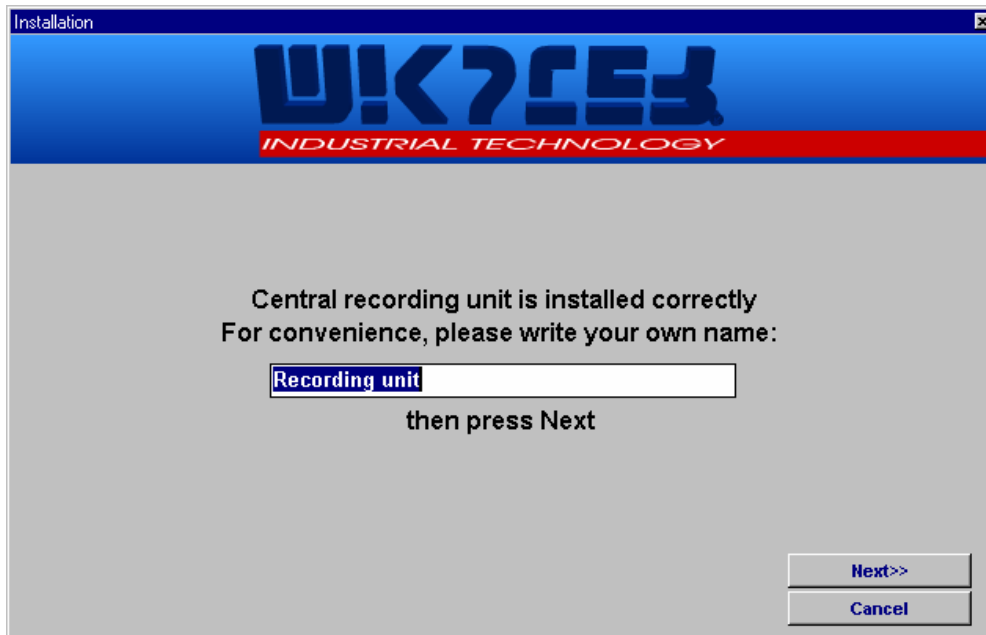 Installation
INDUSTRIAL TECHNOLOGY
Central recording unit is installed correctly
For convenience, please write your own name:
Recording unit
then press Next
Next>>
Cancel